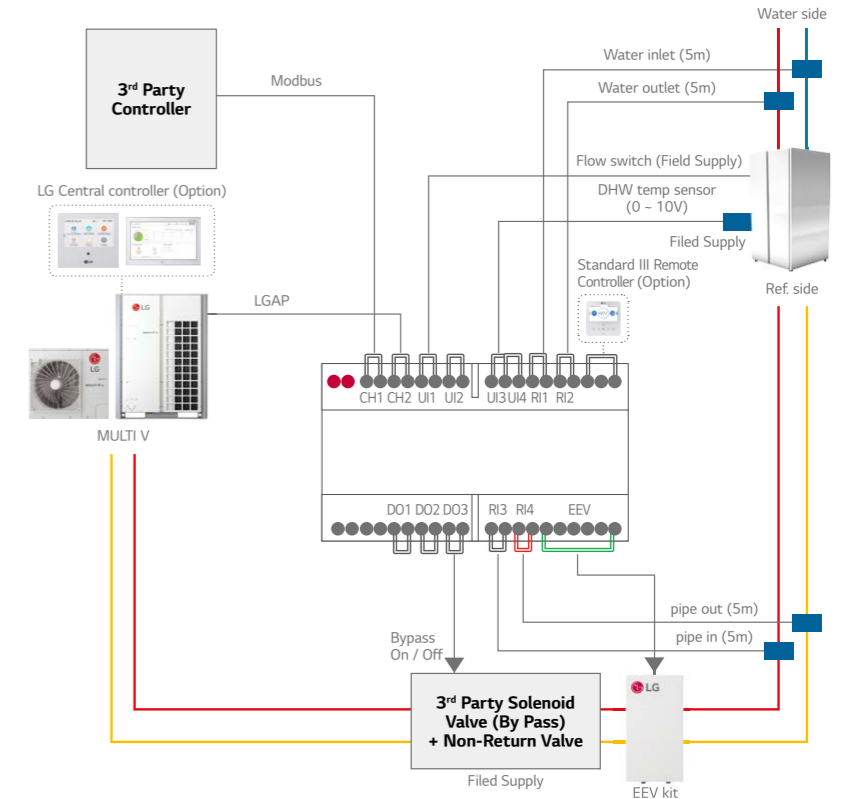 Water side
Water inlet (5m)
Water outlet (5m)
Modbus
3rd Party
Controller
Flow switch (Field Supply)
DHW temp sensor
(0 ~ 10V)
LG Central controller (Option)
Filed Supply
Standard III Remote
Controller (Option)
Ref. side
LGAP
LG
LG
CH1 CH2 UI1 UI2 UI3 UI4 RI1 RI2
MULTI V
DO1 DO2 DO3 RI3 RI4 EEV
pipe out (5m)
pipe in (5m)
Bypass
On / Off
LG
3rd Party Solenoid
Valve (By Pass)
+ Non-Return Valve
Filed Supply
EEV kit